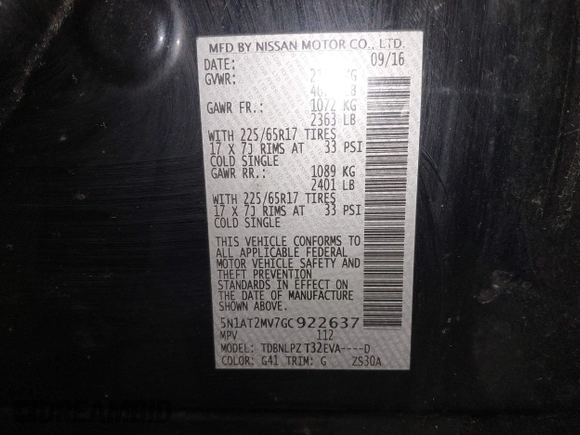 MFD BY NISSAN MOTOR CO., LTD.
DATE: 09/16
GVWR:
GAWR FR: 1072 KG
2363 LB
WITH 225/65R17 TIRES
17 X 7J RIMS AT 33 PSI
COLD SINGLE
GAWR RR.: 1089 KG
2401 LB
WITH 225/65R17 TIRES
17 X 7J RIMS AT 33 PSI
COLD SINGLE
THIS VEHICLE CONFORMS TO
ALL APPLICABLE FEDERAL
MOTOR VEHICLE SAFETY AND
THEFT PREVENTION
STANDARDS IN EFFECT ON
THE DATE OF MANUFACTURE
SHOWN ABOVE.
5N1AT2MV7GC922637
MPV 112
MODEL: TDBNLPZ T32EVA----D
COLOR: G41 TRIM: G ZS30A